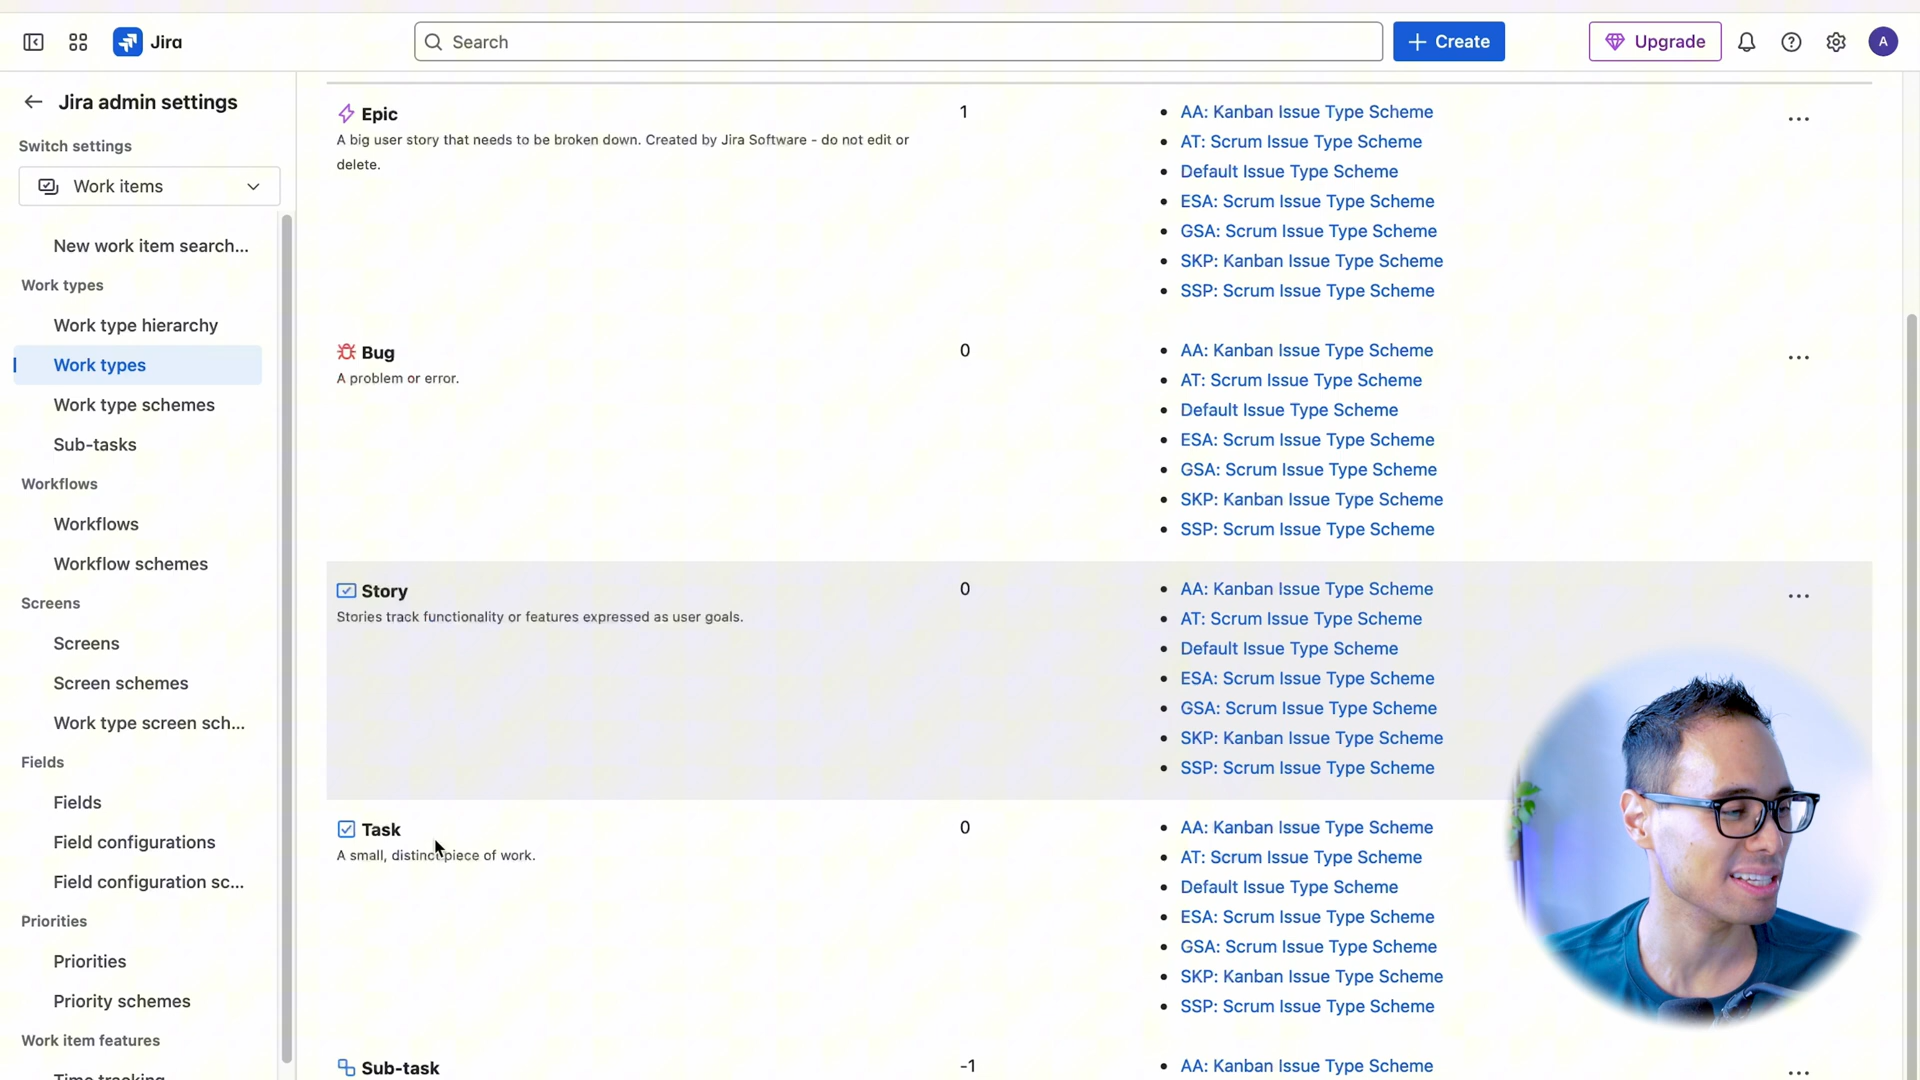 Jira
Search
Create
Upgrade
A
Jira admin settings
Switch settings
Work items
New work item search...
Work types
Work type hierarchy
Work types
Work type schemes
Sub-tasks
Workflows
Workflows
Workflow schemes
Screens
Screens
Screen schemes
Work type screen sch...
Fields
Fields
Field configurations
Field configuration sc...
Priorities
Priorities
Priority schemes
Work item features
Time tracking
Epic
A big user story that needs to be broken down. Created by Jira Software - do not edit or
delete.
1
AA: Kanban Issue Type Scheme
AT: Scrum Issue Type Scheme
Default Issue Type Scheme
ESA: Scrum Issue Type Scheme
GSA: Scrum Issue Type Scheme
SKP: Kanban Issue Type Scheme
SSP: Scrum Issue Type Scheme
Bug
A problem or error.
0
AA: Kanban Issue Type Scheme
AT: Scrum Issue Type Scheme
Default Issue Type Scheme
ESA: Scrum Issue Type Scheme
GSA: Scrum Issue Type Scheme
SKP: Kanban Issue Type Scheme
SSP: Scrum Issue Type Scheme
Story
Stories track functionality or features expressed as user goals.
0
AA: Kanban Issue Type Scheme
AT: Scrum Issue Type Scheme
Default Issue Type Scheme
ESA: Scrum Issue Type Scheme
GSA: Scrum Issue Type Scheme
SKP: Kanban Issue Type Scheme
SSP: Scrum Issue Type Scheme
Task
A small, distinct piece of work.
0
AA: Kanban Issue Type Scheme
AT: Scrum Issue Type Scheme
Default Issue Type Scheme
ESA: Scrum Issue Type Scheme
GSA: Scrum Issue Type Scheme
SKP: Kanban Issue Type Scheme
SSP: Scrum Issue Type Scheme
Sub-task
-1
AA: Kanban Issue Type Scheme